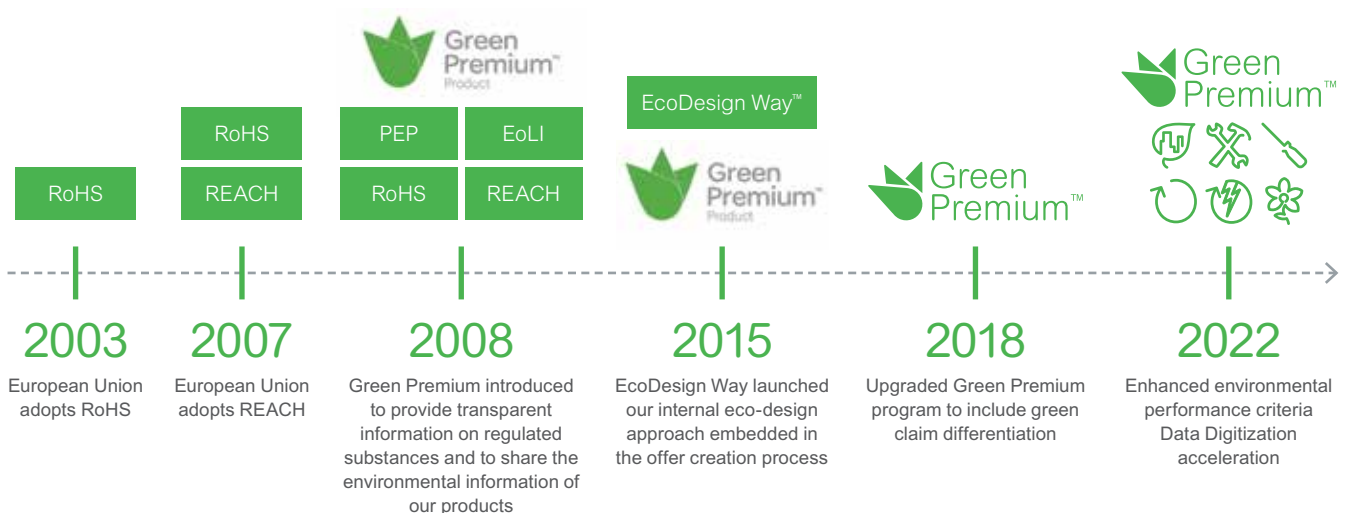 Green
Premium™
Product
Green
Premium™
EcoDesign Way™
RoHS
PEP
EoLI
Green
Premium™
Product
Green
Premium™
RoHS
REACH
RoHS
REACH
2003
2007
2008
2015
2018
2022
European Union
adopts RoHS
European Union
adopts REACH
Green Premium introduced
to provide transparent
information on regulated
substances and to share the
environmental information of
our products
EcoDesign Way launched
our internal eco-design
approach embedded in
the offer creation process
Upgraded Green Premium
program to include green
claim differentiation
Enhanced environmental
performance criteria
Data Digitization
acceleration